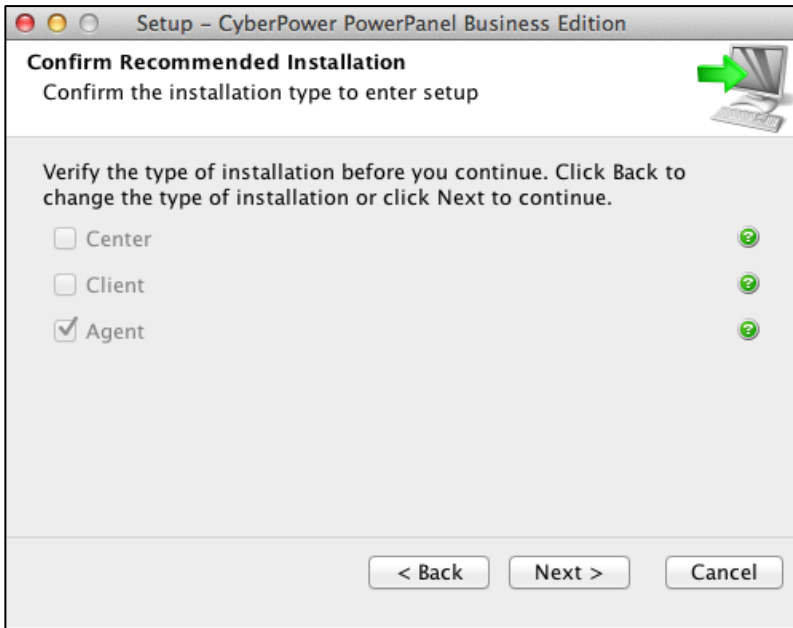 Setup – CyberPower PowerPanel Business Edition
Confirm Recommended Installation
Confirm the installation type to enter setup
Verify the type of installation before you continue. Click Back to
change the type of installation or click Next to continue.
Center
?
Client
?
Agent
?
< Back
Next >
Cancel